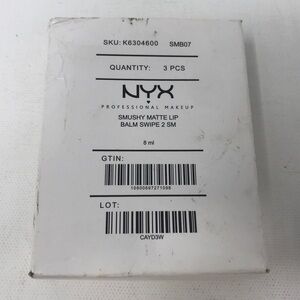 SKU: K6304600 SMB07
QUANTITY: 3 PCS
NYX
PROFESSIONAL MAKEUP
SMUSHY MATTE LIP
BALM SWIPE 2 SM
8 ml
GTIN:
LOT:
CAYD3W